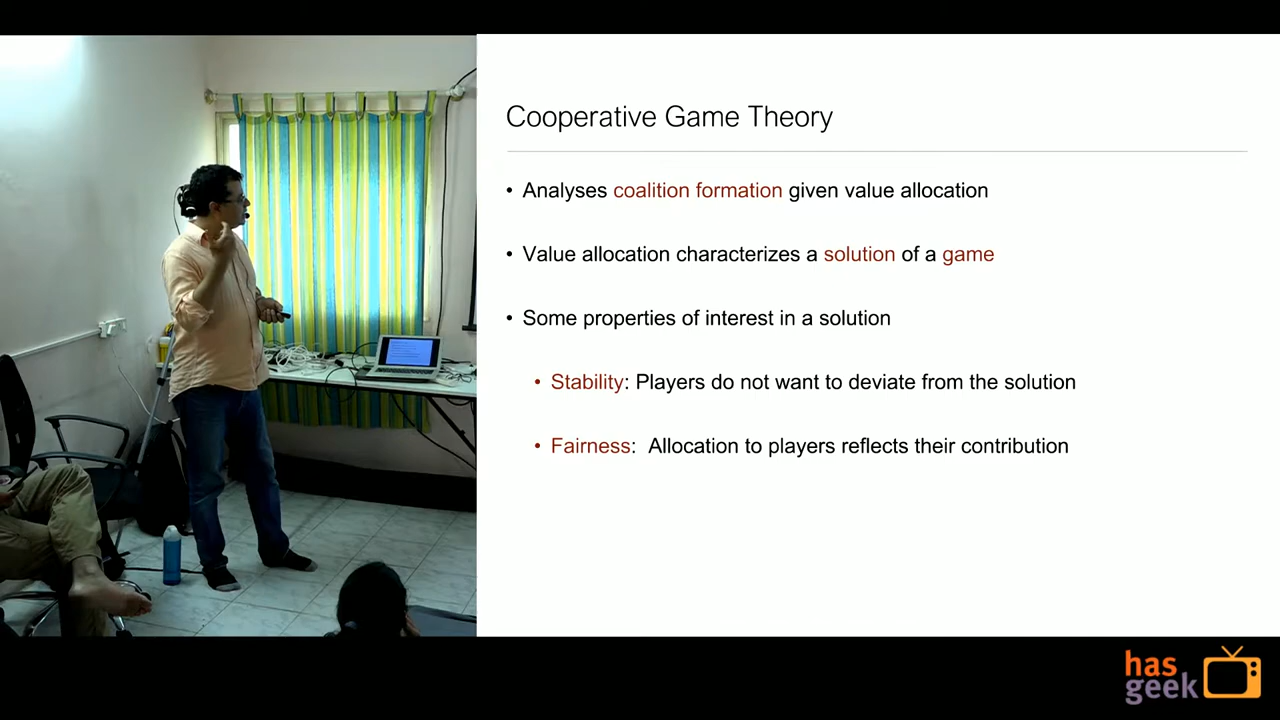 Cooperative Game Theory
• Analyses coalition formation given value allocation
• Value allocation characterizes a solution of a game
• Some properties of interest in a solution
• Stability: Players do not want to deviate from the solution
• Fairness: Allocation to players reflects their contribution
has
geek